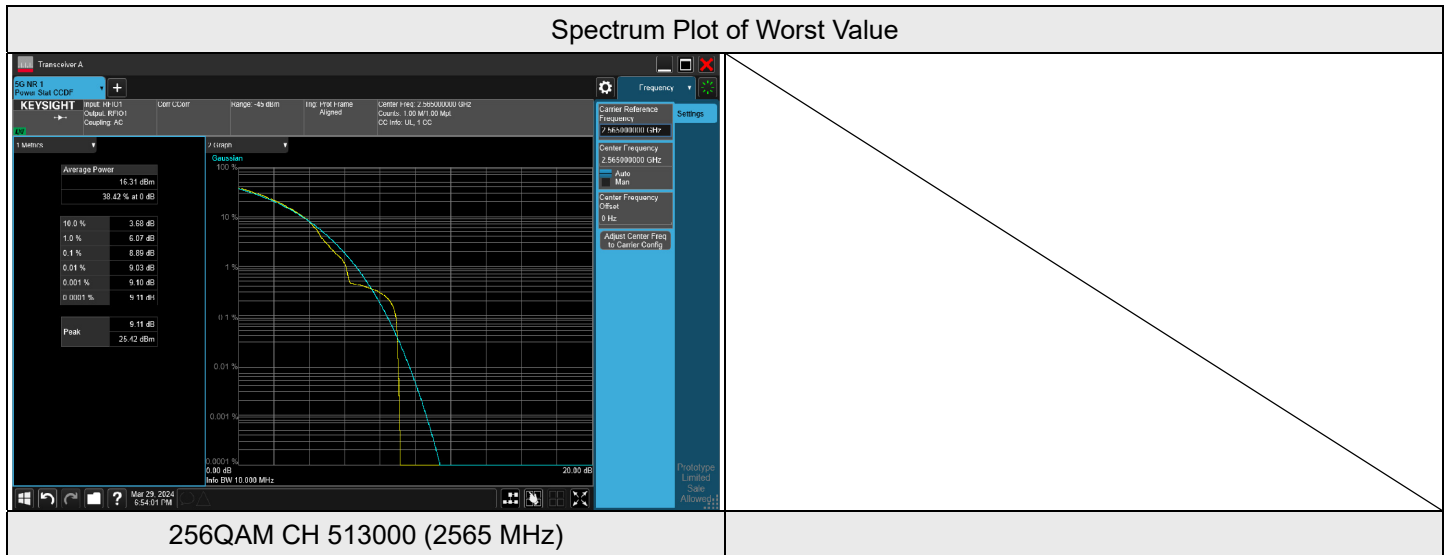 Spectrum Plot of Worst Value
Transceiver A
5G NR 1
Power Stat CCDF
+
Frequency
KEYSIGHT
Input: RFIO1
Output: RFIO1
Coupling: AC
Corr CCorr
Range: -45 dBm
Trig: Prot Frame
Aligned
Center Freq: 2.565000000 GHz
Counts: 1.00 M/1.00 Mpt
CC Info: UL, 1 CC
Carrier Reference
Frequency
2.565000000 GHz
Settings
Center Frequency
2.565000000 GHz
Auto
Man
Center Frequency
Offset
0 Hz
Adjust Center Freq
to Carrier Config
1 Metrics
Average Power
16.31 dBm
38.42 % at 0 dB
10.0 % 3.68 dB
1.0 % 6.07 dB
0.1 % 8.89 dB
0.01 % 9.03 dB
0.001 % 9.10 dB
0.0001 % 9.11 dB
Peak
9.11 dB
25.42 dBm
2 Graph
Gaussian
100 %
10 %
1 %
0.1 %
0.01 %
0.001 %
0.0001 %
0.00 dB
20.00 dB
Info BW 10.000 MHz
Prototype
Limited
Sale
Allowed
?
Mar 29, 2024
6:54:01 PM
256QAM CH 513000 (2565 MHz)